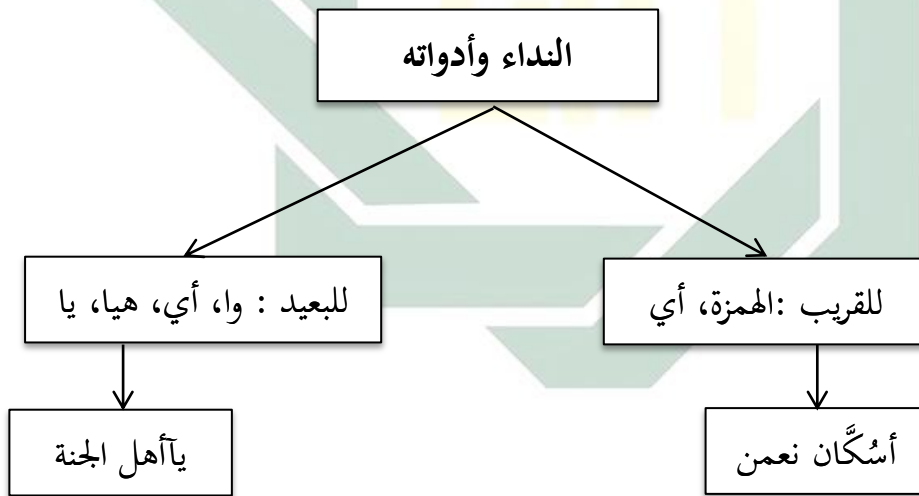 النداء وأدواته
للقريب :الهمزة، أي
للبعيد : وا، أي، هيا، يا
أسُكَّان نعمن
يآأهل الجنة